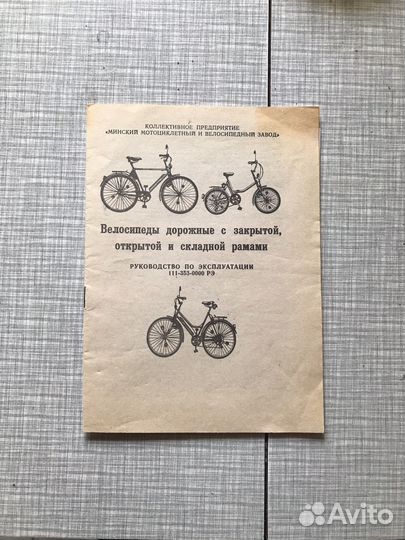 КОЛЛЕКТИВНОЕ ПРЕДПРИЯТИЕ
«МИНСКИЙ МОТОЦИКЛЕТНЫЙ И ВЕЛОСИПЕДНЫЙ ЗАВОД»
Велосипеды дорожные с закрытой,
открытой и складной рамами
РУКОВОДСТВО ПО ЭКСПЛУАТАЦИИ
111-353-0000 РЭ
Avito